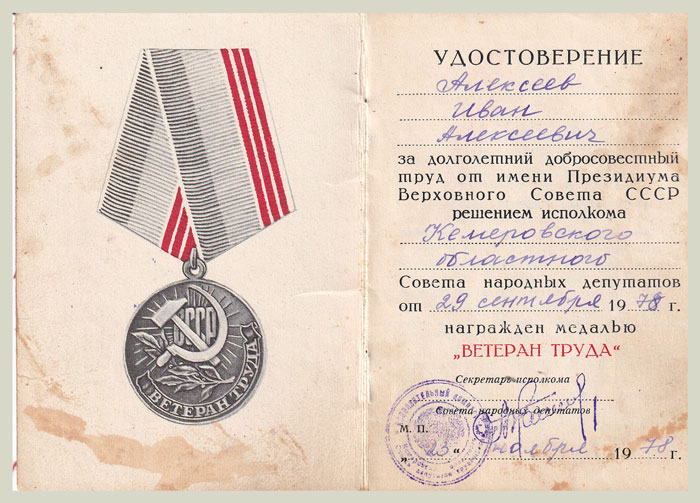 СССР
ВЕТЕРАН ТРУДА
УДОСТОВЕРЕНИЕ
Алексеев
Иван
Алексеевич
за долголетний добросовестный
труд от имени Президиума
Верховного Совета СССР
решением исполкома
Кемеровского
областного
Совета народных депутатов
от 29 сентября 1978 г.
награжден медалью
„ВЕТЕРАН ТРУДА“
Секретарь исполкома
Совета народных депутатов
М. П.
„23“ ноября 1978 г.